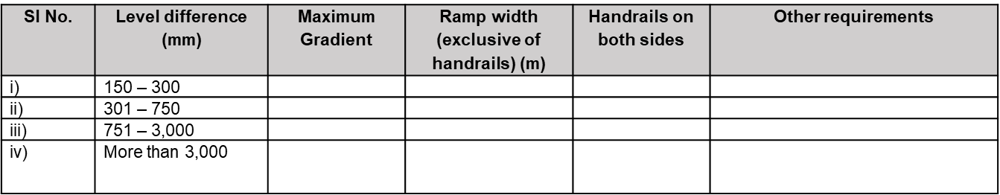 Sl No. Level difference (mm) Maximum Gradient Ramp width (exclusive of handrails) (m) Handrails on both sides Other requirements
i) 150 – 300
ii) 301 – 750
iii) 751 – 3,000
iv) More than 3,000